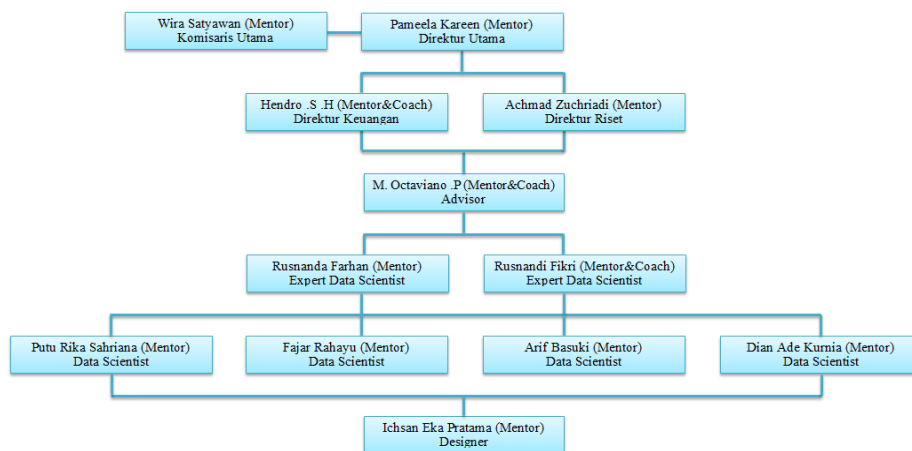 Wira Satyawan (Mentor)
Komisaris Utama
Pameela Kareen (Mentor)
Direktur Utama
Hendro .S .H (Mentor&Coach)
Direktur Keuangan
Achmad Zuchriadi (Mentor)
Direktur Riset
M. Octaviano .P (Mentor&Coach)
Advisor
Rusnanda Farhan (Mentor)
Expert Data Scientist
Rusnandi Fikri (Mentor&Coach)
Expert Data Scientist
Putu Rika Sahriana (Mentor)
Data Scientist
Fajar Rahayu (Mentor)
Data Scientist
Arif Basuki (Mentor)
Data Scientist
Dian Ade Kurnia (Mentor)
Data Scientist
Ichsan Eka Pratama (Mentor)
Designer